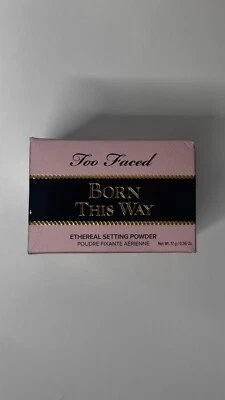 Too Faced
BORN
THIS WAY
ETHEREAL SETTING POWDER
POUDRE FIXANTE AÉRIENNE